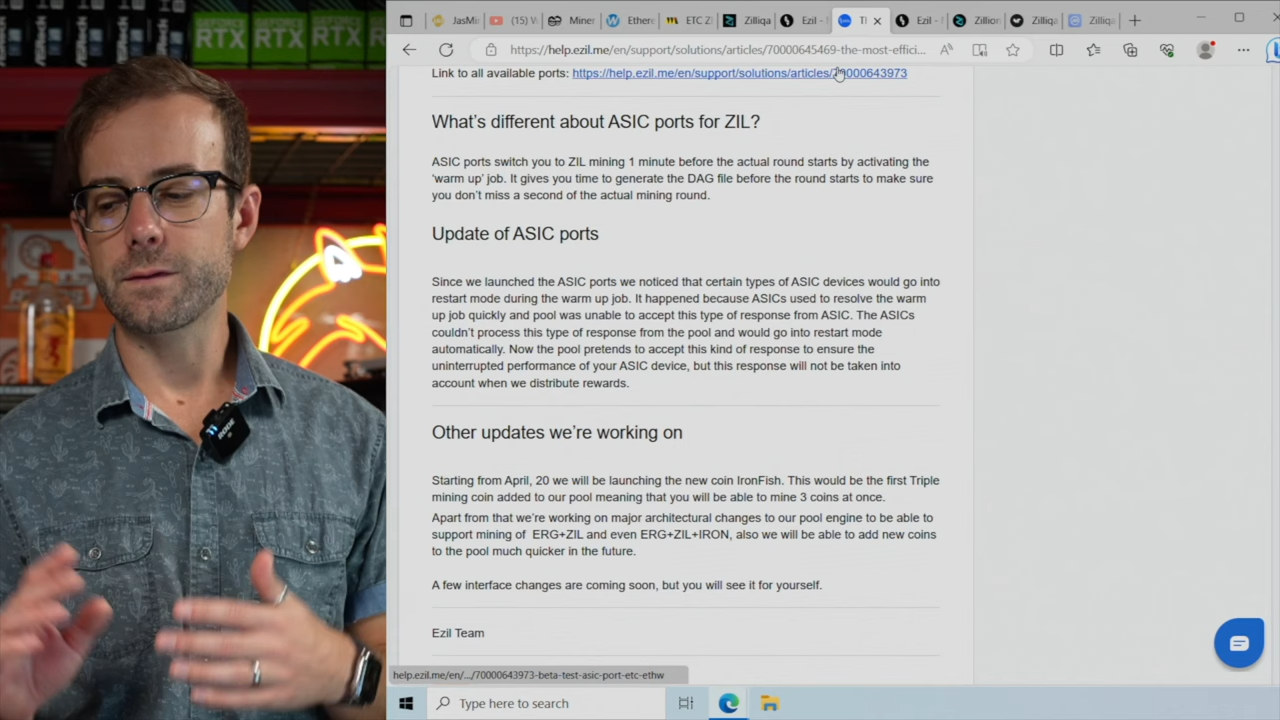 RTX
RTX
JasMi
(15) V
Miner
Ether
ETC Z
Zilliqa
Ezil -
Tl
Ezil - f
Zillion
Zilliq
Zilliq
https://help.ezil.me/en/support/solutions/articles/70000645469-the-most-effici...
Link to all available ports: https://help.ezil.me/en/support/solutions/articles/70000643973
What's different about ASIC ports for ZIL?
ASIC ports switch you to ZIL mining 1 minute before the actual round starts by activating the
'warm up' job. It gives you time to generate the DAG file before the round starts to make sure
you don't miss a second of the actual mining round.
Update of ASIC ports
Since we launched the ASIC ports we noticed that certain types of ASIC devices would go into
restart mode during the warm up job. It happened because ASICs used to resolve the warm
up job quickly and pool was unable to accept this type of response from ASIC. The ASICs
couldn't process this type of response from the pool and would go into restart mode
automatically. Now the pool pretends to accept this kind of response to ensure the
uninterrupted performance of your ASIC device, but this response will not be taken into
account when we distribute rewards.
Other updates we're working on
Starting from April, 20 we will be launching the new coin IronFish. This would be the first Triple
mining coin added to our pool meaning that you will be able to mine 3 coins at once.
Apart from that we're working on major architectural changes to our pool engine to be able to
support mining of ERG+ZIL and even ERG+ZIL+IRON, also we will be able to add new coins
to the pool much quicker in the future.
A few interface changes are coming soon, but you will see it for yourself.
Ezil Team
help.ezil.me/en/.../70000643973-beta-test-asic-port-etc-ethw
Type here to search